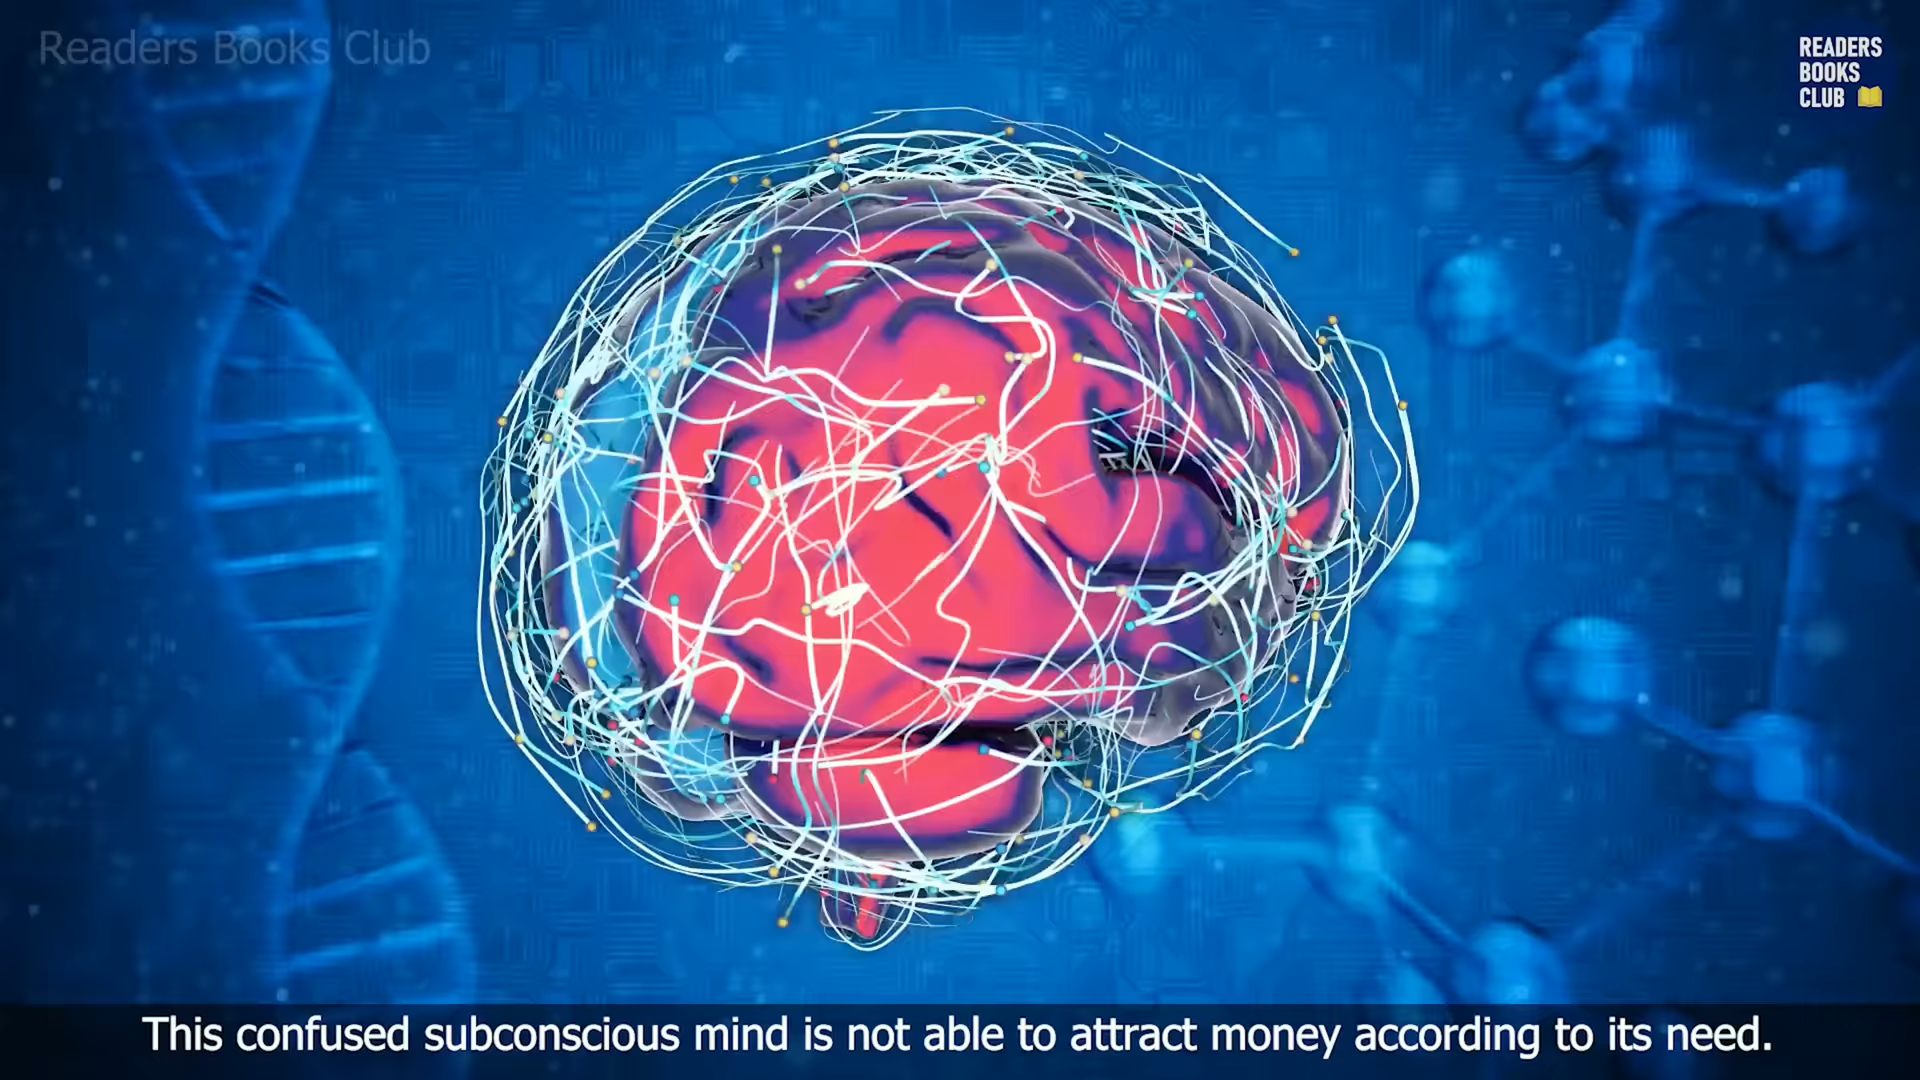 Readers Books Club
READERS
BOOKS
CLUB
This confused subconscious mind is not able to attract money according to its need.